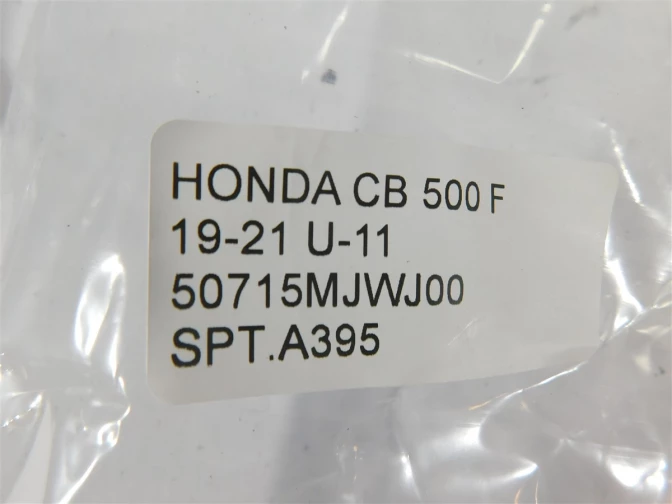 HONDA CB 500 F
19-21 U-11
50715MJWJ00
SPT.A395